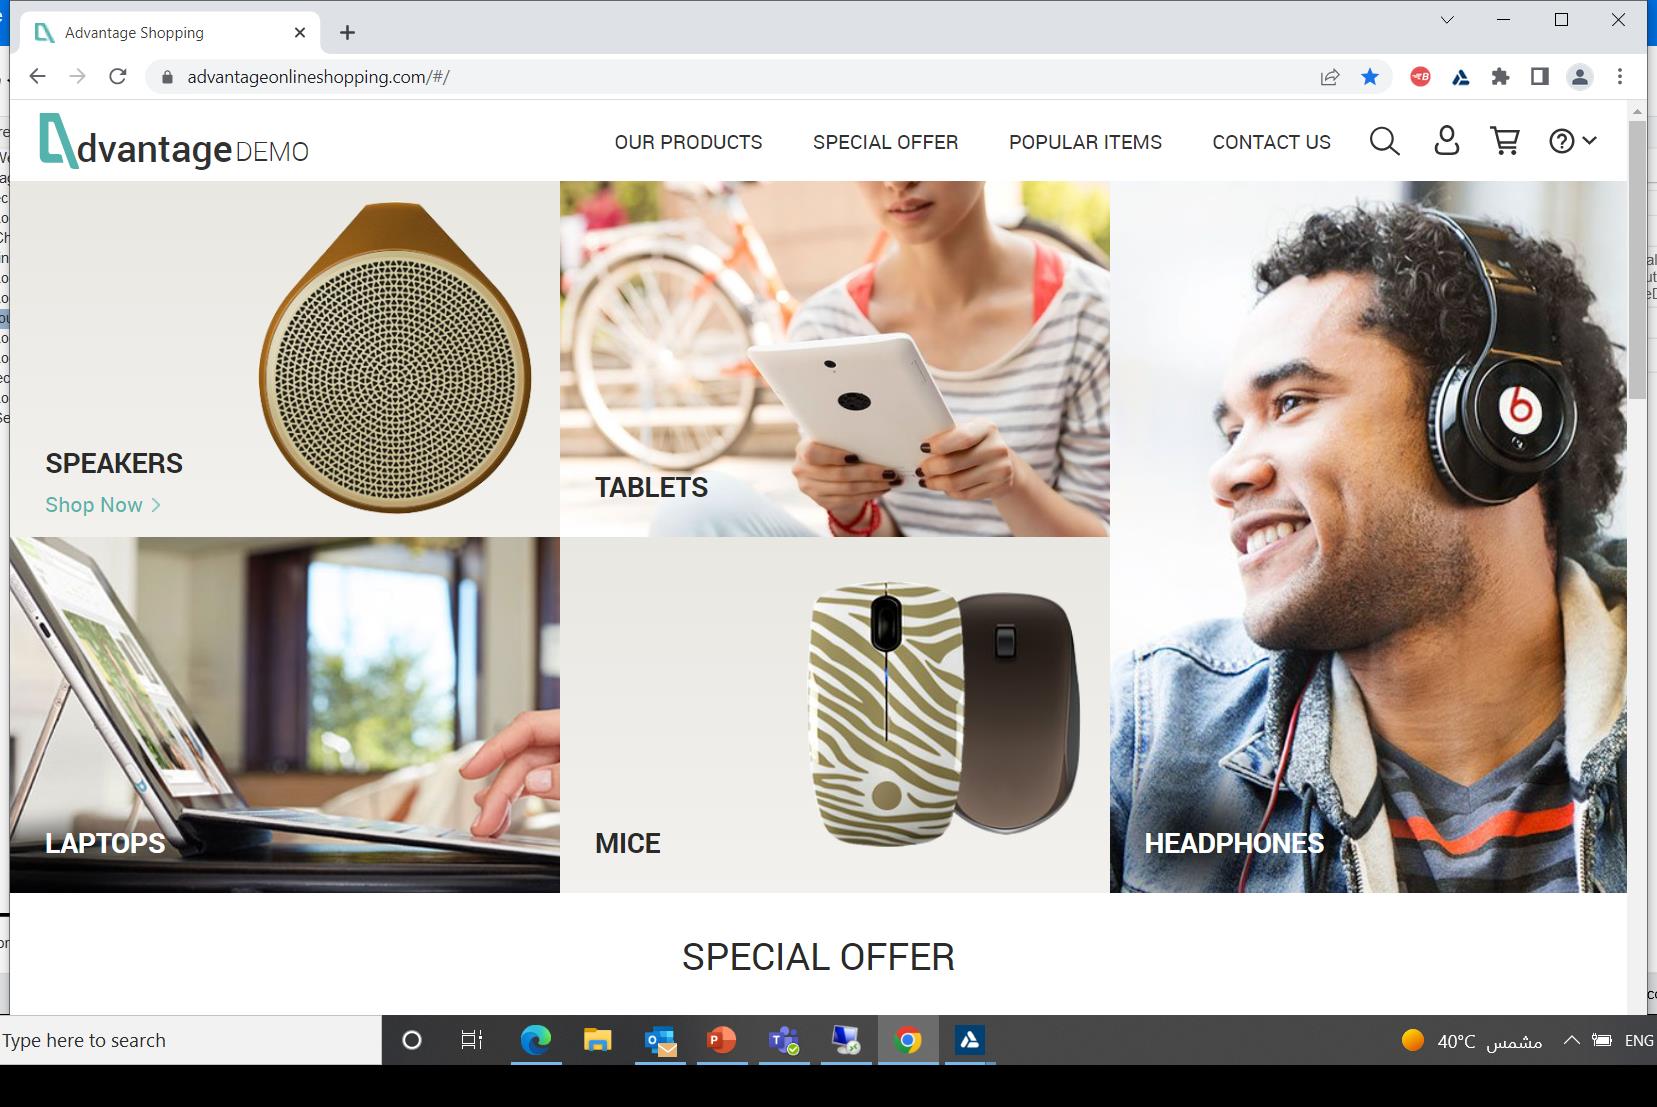 Advantage Shopping
advantageonlineshopping.com/#/
dvantage DEMO
OUR PRODUCTS
SPECIAL OFFER
POPULAR ITEMS
CONTACT US
SPEAKERS
Shop Now
TABLETS
LAPTOPS
MICE
HEADPHONES
SPECIAL OFFER
Type here to search
40°C مشمس
ENG